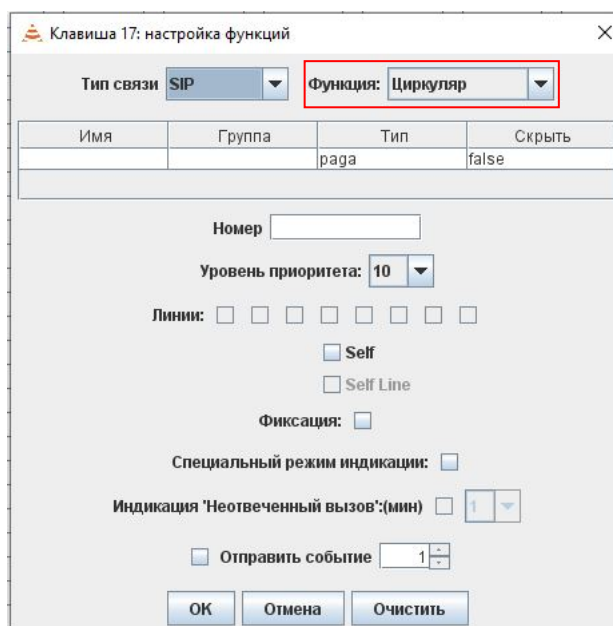 Клавиша 17: настройка функций
Тип связи SIP Функция: Циркуляр
Имя Группа Тип Скрыть
paga false
Номер
Уровень приоритета: 10
Линии:
Self
Self Line
Фиксация:
Специальный режим индикации:
Индикация 'Неотвеченный вызов':(мин) 1
Отправить событие 1
ОК Отмена Очистить